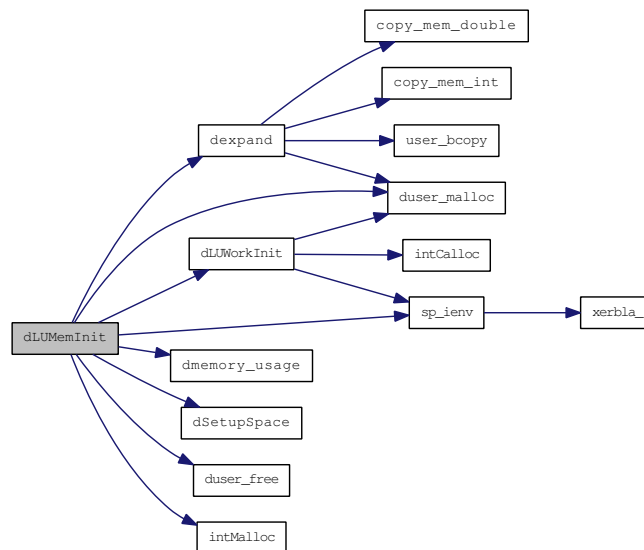 copy_mem_double
copy_mem_int
dexpand
user_bcopy
duser_malloc
dLUWorkInit
intCalloc
sp_ienv
xerbla_
dLUMemInit
dmemory_usage
dSetupSpace
duser_free
intMalloc